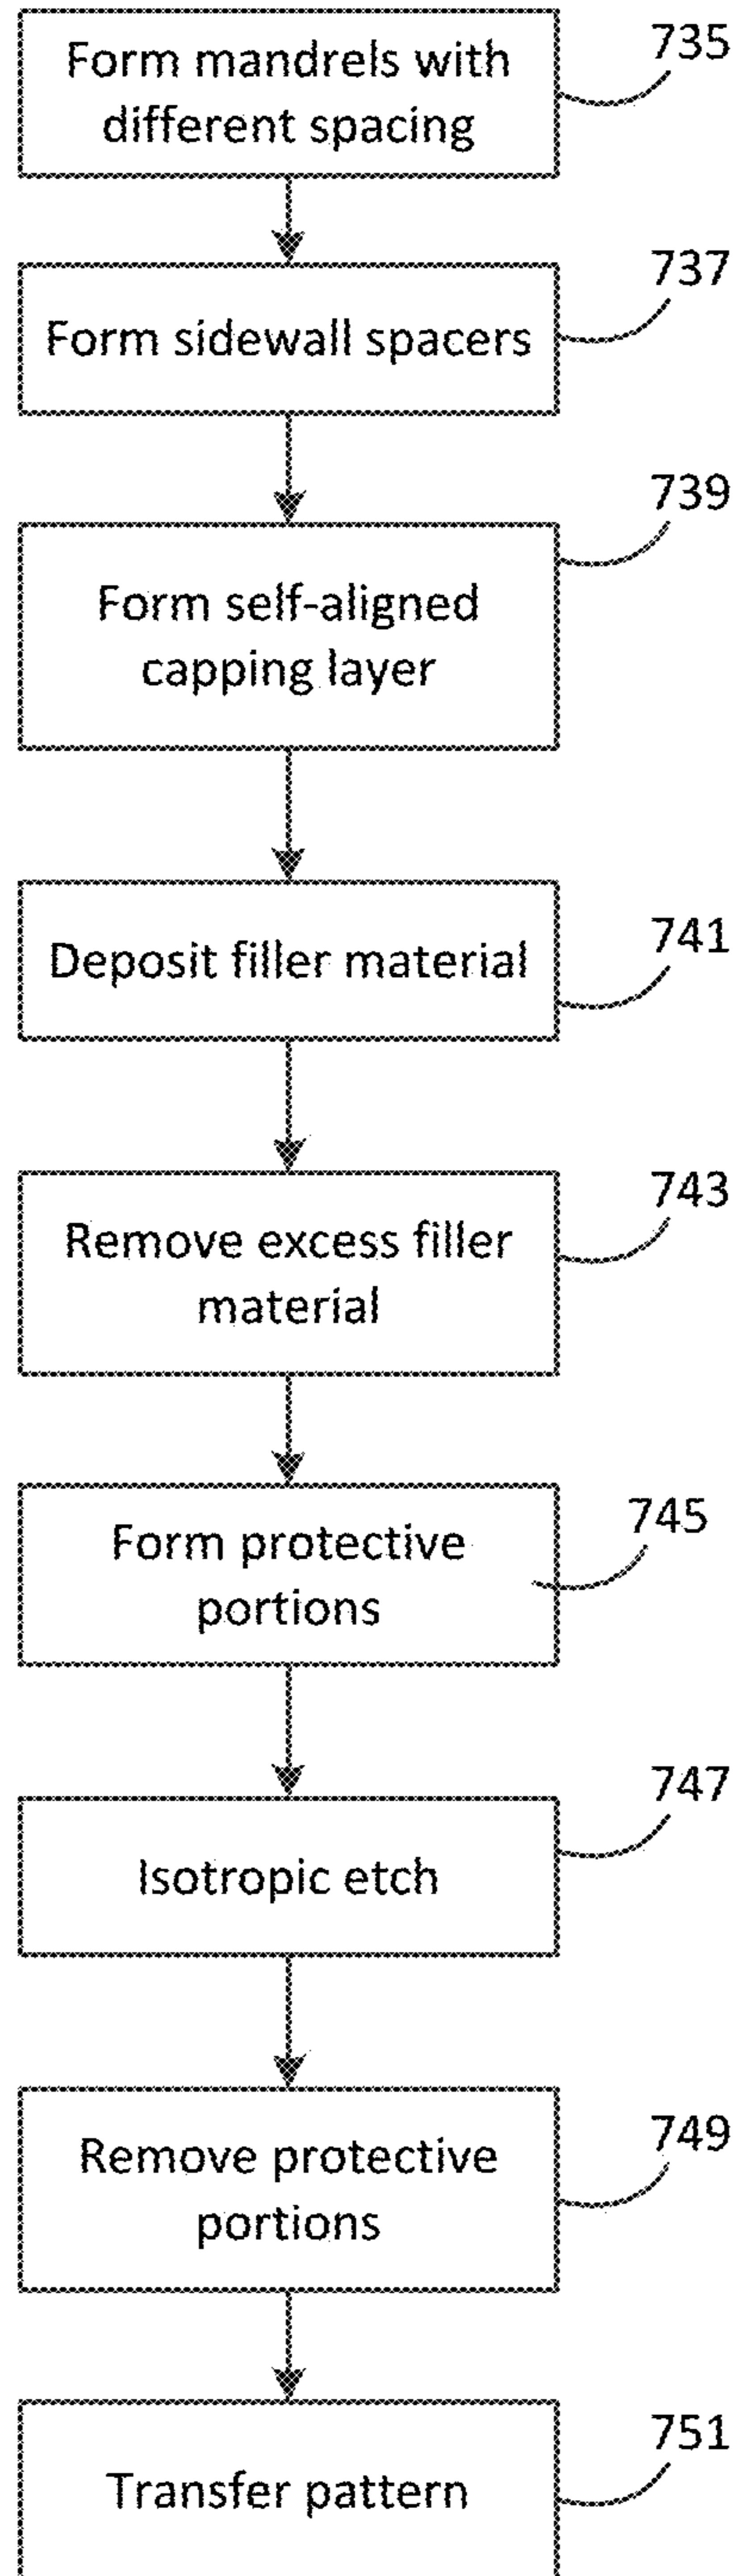 Form mandrels with
different spacing
735
Form sidewall spacers
737
Form self-aligned
capping layer
739
Deposit filler material
741
Remove excess filler
material
743
Form protective
portions
745
Isotropic etch
747
Remove protective
portions
749
Transfer pattern
751